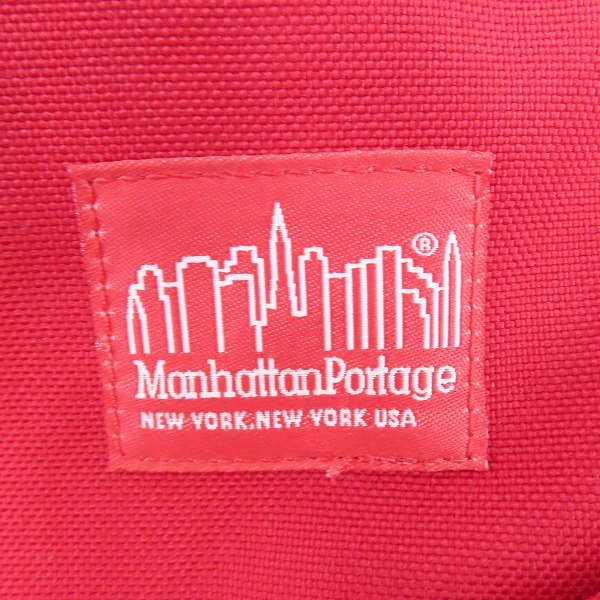 ®
ManhattanPortage
NEW YORK, NEW YORK USA